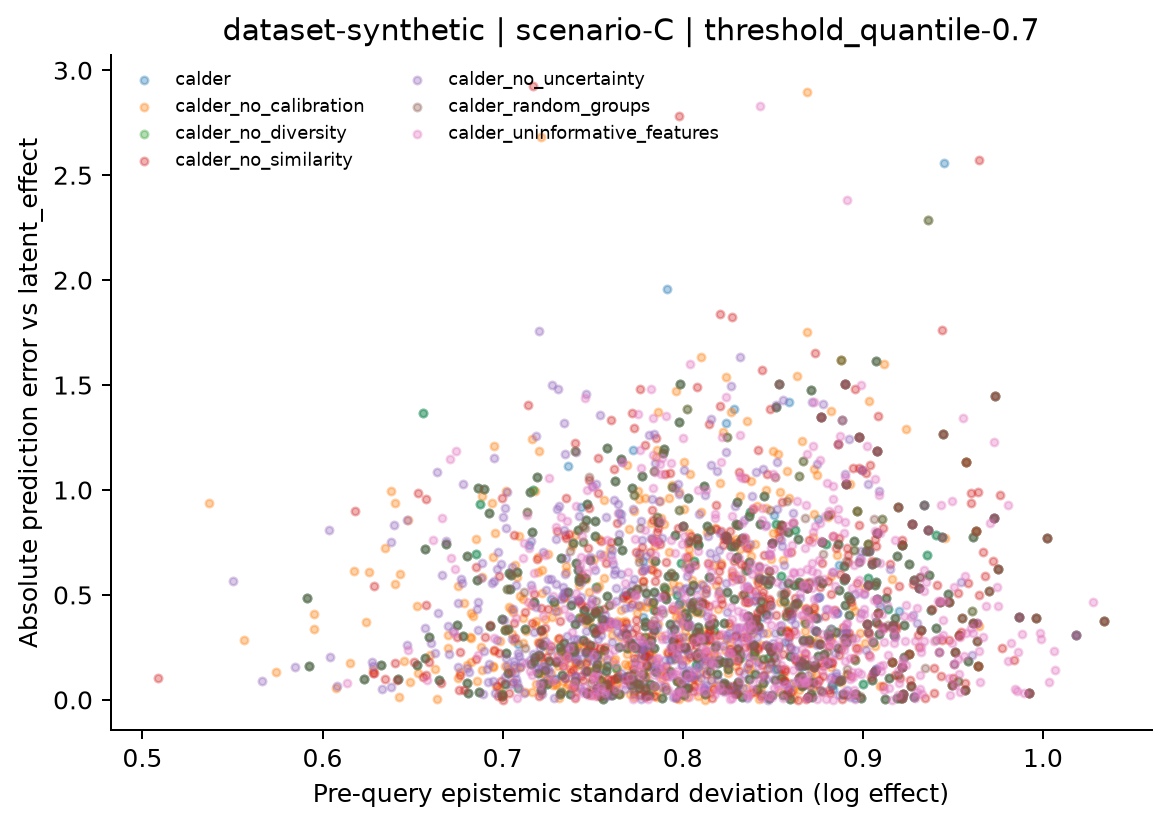 dataset-synthetic | scenario-C | threshold_quantile-0.7
calder
calder_no_calibration
calder_no_diversity
calder_no_similarity
calder_no_uncertainty
calder_random_groups
calder_uninformative_features
Absolute prediction error vs latent_effect
3.0
2.5
2.0
1.5
1.0
0.5
0.0
0.5 0.6 0.7 0.8 0.9 1.0
Pre-query epistemic standard deviation (log effect)